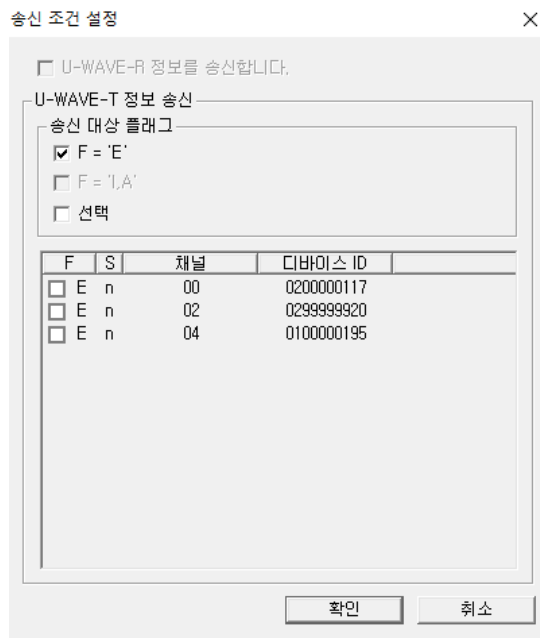 송신 조건 설정
U-WAVE-R 정보를 송신합니다.
U-WAVE-T 정보 송신
송신 대상 플래그
F = 'E'
F = 'I,A'
선택
F S 채널 디바이스 ID
E n 00 0200000117
E n 02 0299999920
E n 04 0100000195
확인 취소